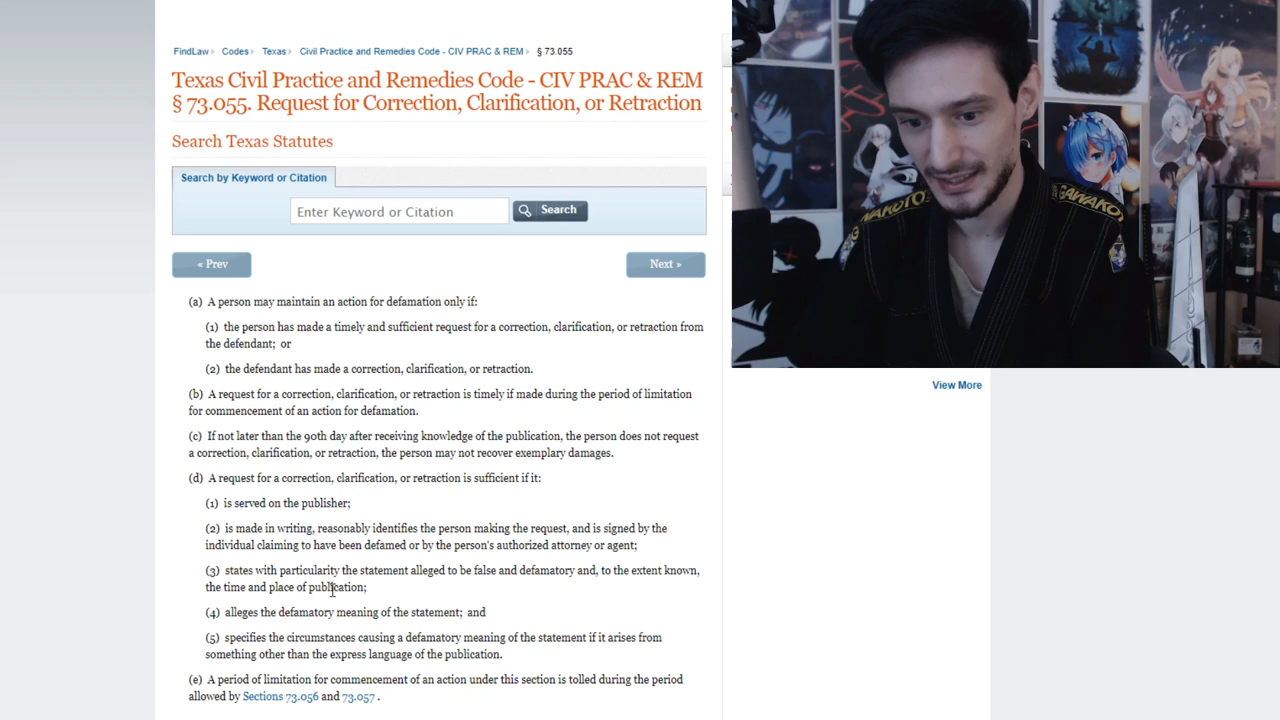 FindLaw Codes Texas Civil Practice and Remedies Code - CIV PRAC & REM § 73.055
Texas Civil Practice and Remedies Code - CIV PRAC & REM
§ 73.055. Request for Correction, Clarification, or Retraction
Search Texas Statutes
Search by Keyword or Citation
Enter Keyword or Citation
Search
« Prev
Next »
(a) A person may maintain an action for defamation only if:
(1) the person has made a timely and sufficient request for a correction, clarification, or retraction from
the defendant; or
(2) the defendant has made a correction, clarification, or retraction.
(b) A request for a correction, clarification, or retraction is timely if made during the period of limitation
for commencement of an action for defamation.
(c) If not later than the 90th day after receiving knowledge of the publication, the person does not request
a correction, clarification, or retraction, the person may not recover exemplary damages.
(d) A request for a correction, clarification, or retraction is sufficient if it:
(1) is served on the publisher;
(2) is made in writing, reasonably identifies the person making the request, and is signed by the
individual claiming to have been defamed or by the person's authorized attorney or agent;
(3) states with particularity the statement alleged to be false and defamatory and, to the extent known,
the time and place of publication;
(4) alleges the defamatory meaning of the statement; and
(5) specifies the circumstances causing a defamatory meaning of the statement if it arises from
something other than the express language of the publication.
(e) A period of limitation for commencement of an action under this section is tolled during the period
allowed by Sections 73.056 and 73.057 .
View More